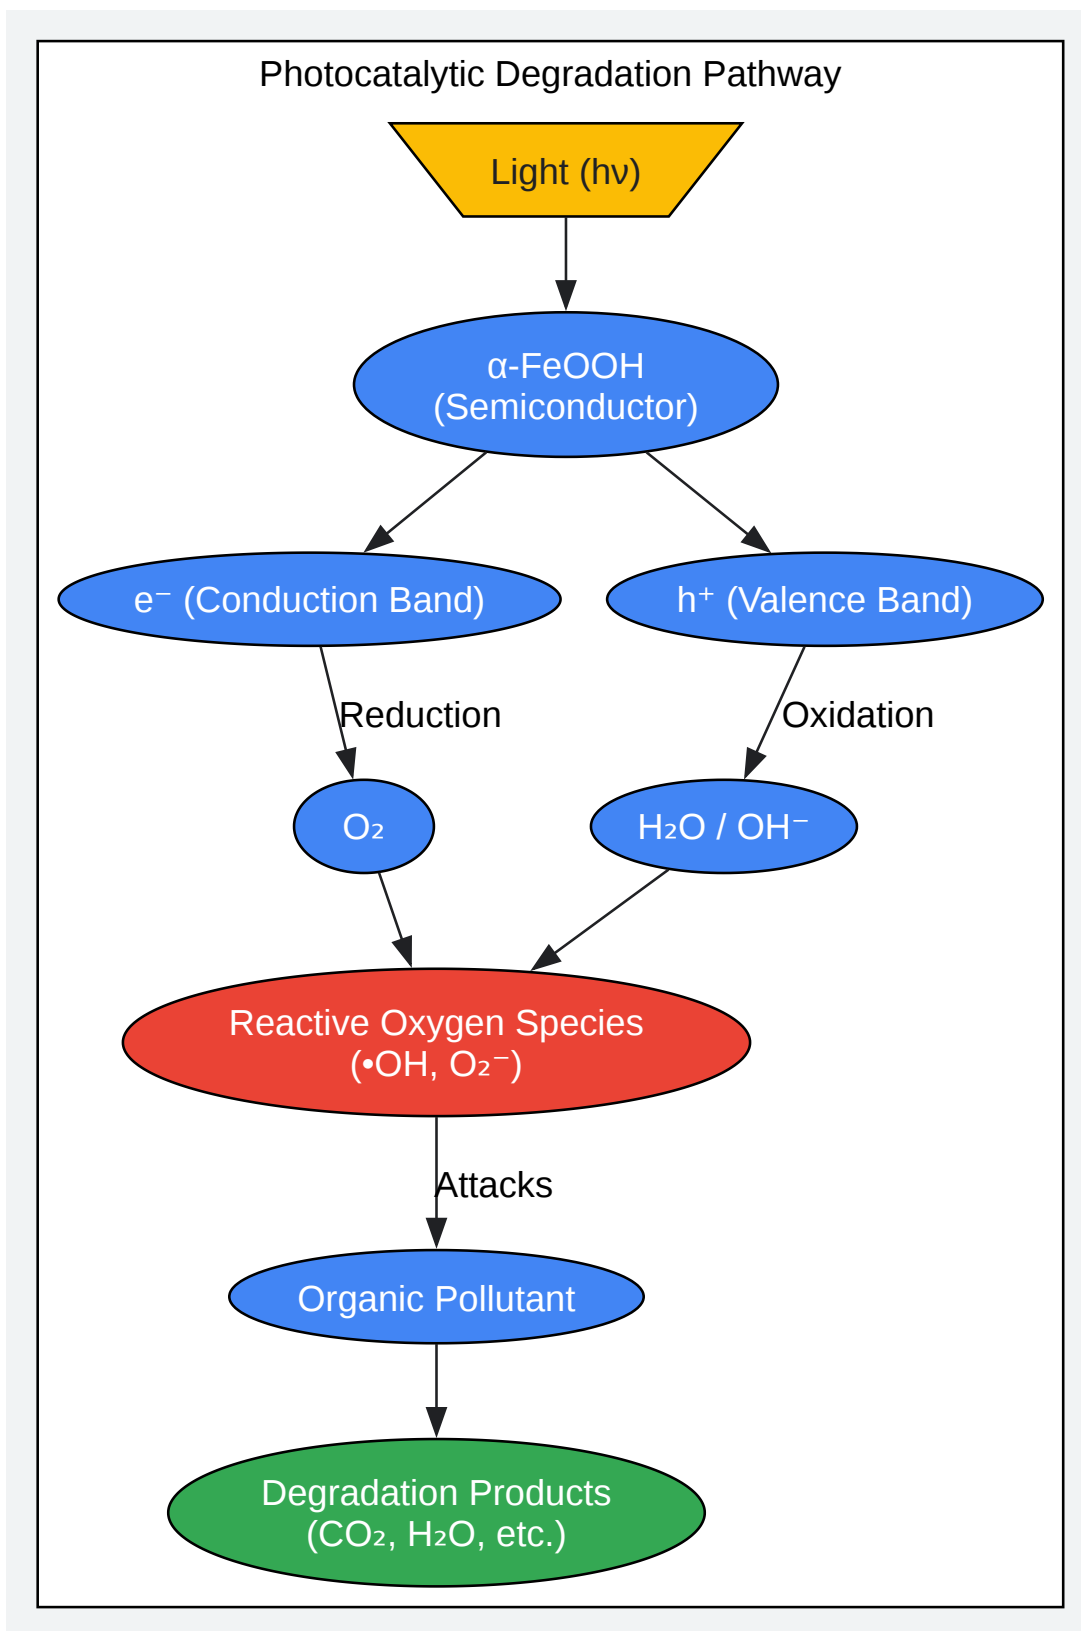 Photocatalytic Degradation Pathway
Light (hν)
α-FeOOH
(Semiconductor)
e⁻ (Conduction Band)
h⁺ (Valence Band)
Reduction
Oxidation
O₂
H₂O / OH⁻
Reactive Oxygen Species
(•OH, O₂⁻)
Attacks
Organic Pollutant
Degradation Products
(CO₂, H₂O, etc.)